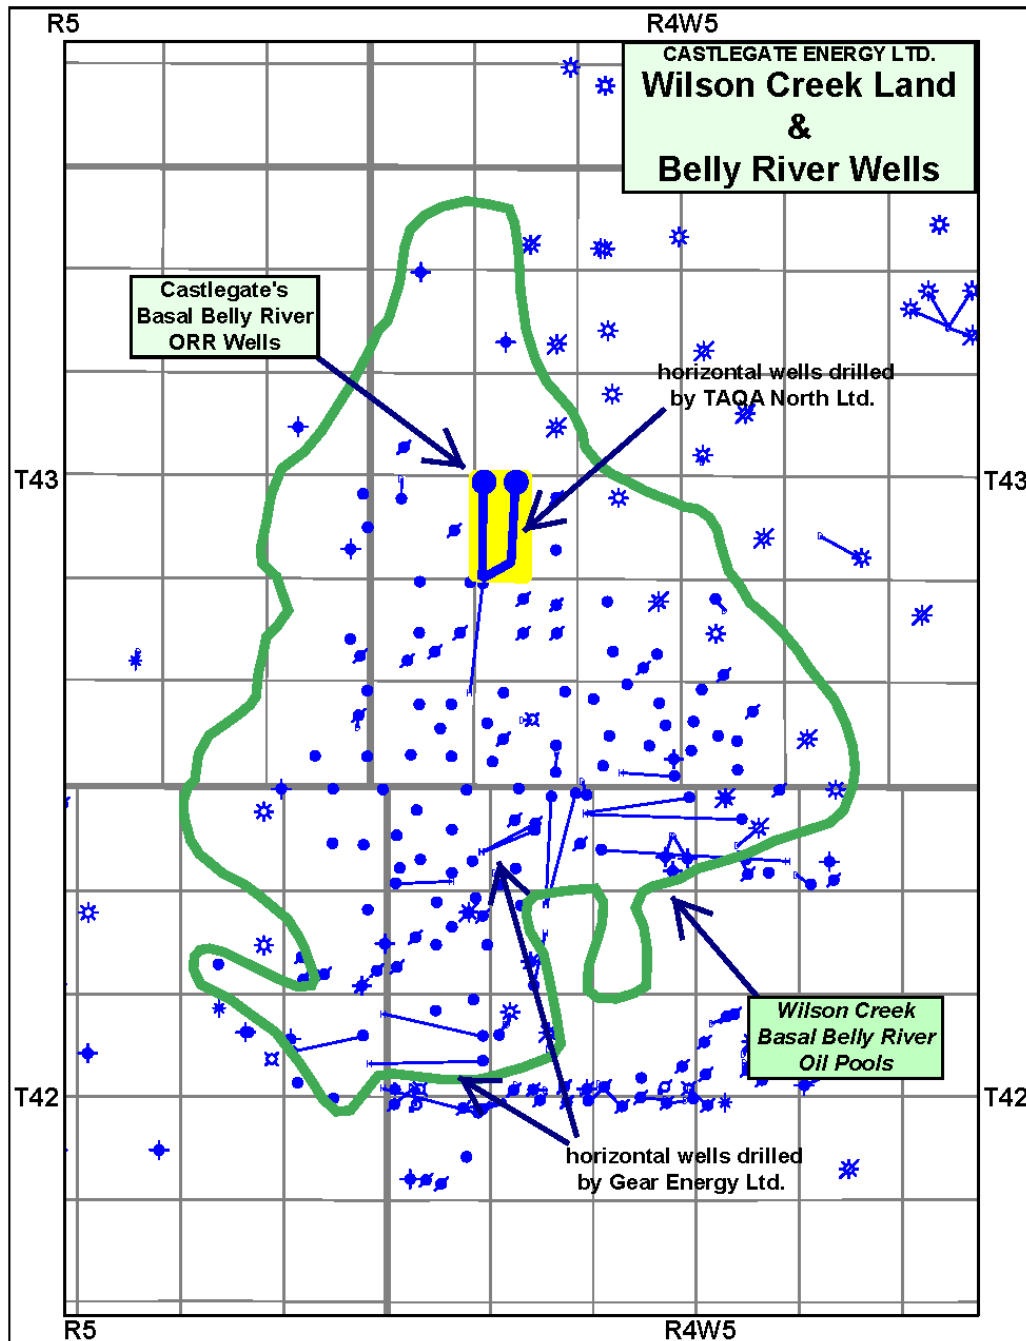 R5
R4W5
CASTLEGATE ENERGY LTD.
Wilson Creek Land
&
Belly River Wells
Castlegate's
Basal Belly River
ORR Wells
horizontal wells drilled
by TAQA North Ltd.
T43
T43
Wilson Creek
Basal Belly River
Oil Pools
T42
T42
horizontal wells drilled
by Gear Energy Ltd.
R5
R4W5